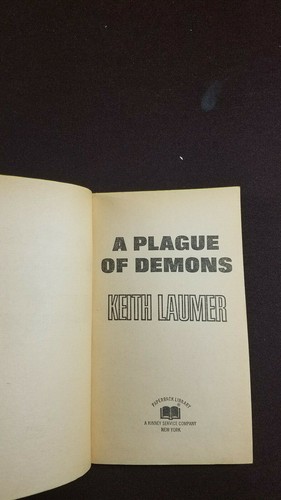 A PLAGUE
OF DEMONS
KEITH LAUMER
PAPERBACK LIBRARY
A KINNEY SERVICE COMPANY
NEW YORK